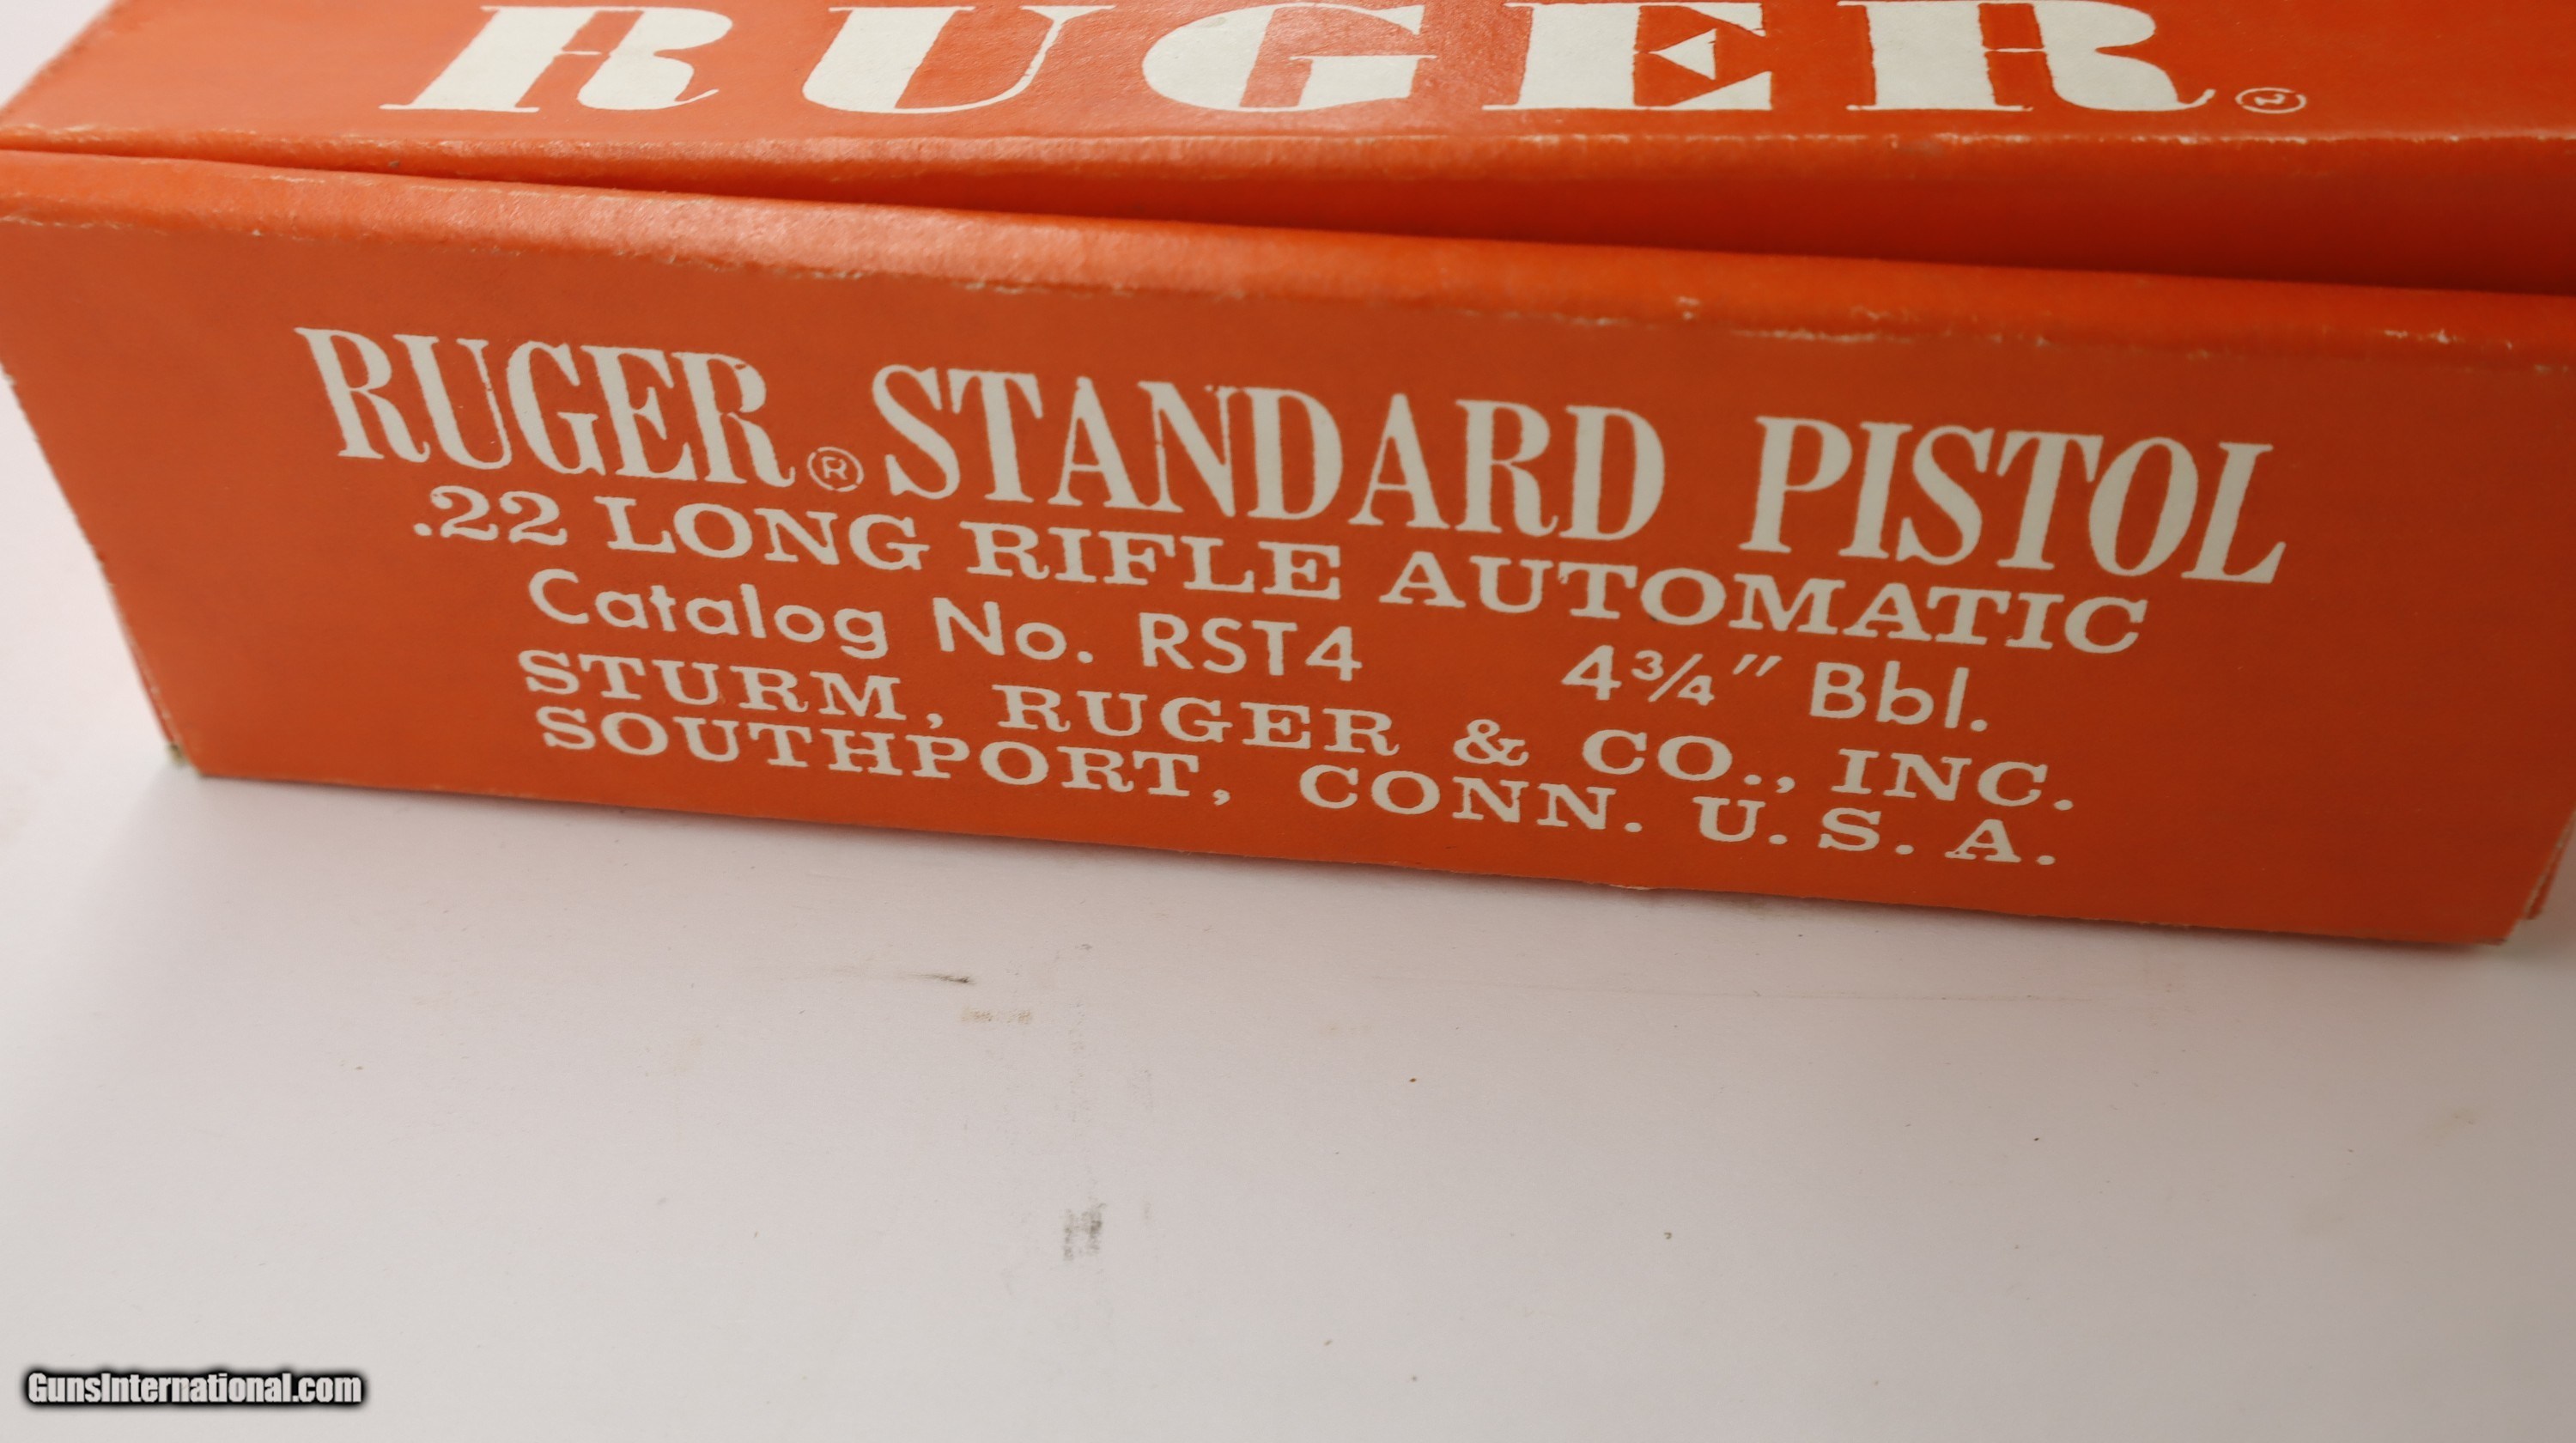 RUGER®
RUGER® STANDARD PISTOL
.22 LONG RIFLE AUTOMATIC
Catalog No. RST4 4¾" Bbl.
STURM, RUGER & CO., INC.
SOUTHPORT, CONN. U. S. A.
GunsInternational.com